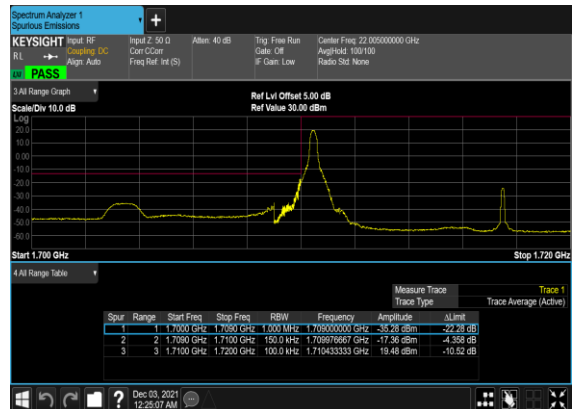 Spectrum Analyzer 1
Spurious Emissions
KEYSIGHT Input: RF Input Z: 50 Ω Atten: 40 dB Trig: Free Run Center Freq: 22.005000000 GHz
RL Coupling: DC Corr CCorr Gate: Off Avg|Hold: 100/100
Align: Auto Freq Ref: Int (S) IF Gain: Low Radio Std: None
PASS
3 All Range Graph
Ref Lvl Offset 5.00 dB
Scale/Div 10.0 dB Ref Value 30.00 dBm
Log
20.0
10.0
0.00
-10.0
-20.0
-30.0
-40.0
-50.0
-60.0
Start 1.700 GHz Stop 1.720 GHz
4 All Range Table
Measure Trace Trace 1
Trace Type Trace Average (Active)
Spur Range Start Freq Stop Freq RBW Frequency Amplitude ΔLimit
1 1 1.7000 GHz 1.7090 GHz 1.000 MHz 1.709000000 GHz -35.28 dBm -22.28 dB
2 2 1.7090 GHz 1.7100 GHz 150.0 kHz 1.709976667 GHz -17.36 dBm -4.358 dB
3 3 1.7100 GHz 1.7200 GHz 100.0 kHz 1.710433333 GHz 19.48 dBm -10.52 dB
? Dec 03, 2021
12:25:07 AM